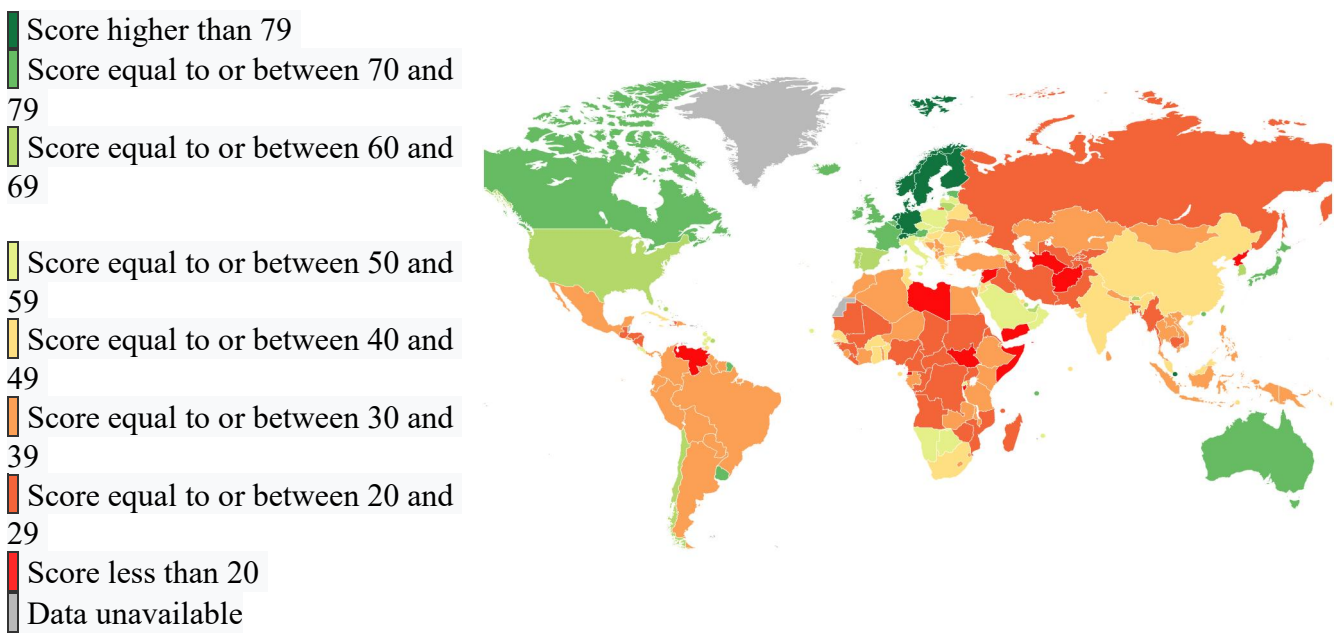 Score higher than 79
Score equal to or between 70 and
79
Score equal to or between 60 and
69
Score equal to or between 50 and
59
Score equal to or between 40 and
49
Score equal to or between 30 and
39
Score equal to or between 20 and
29
Score less than 20
Data unavailable